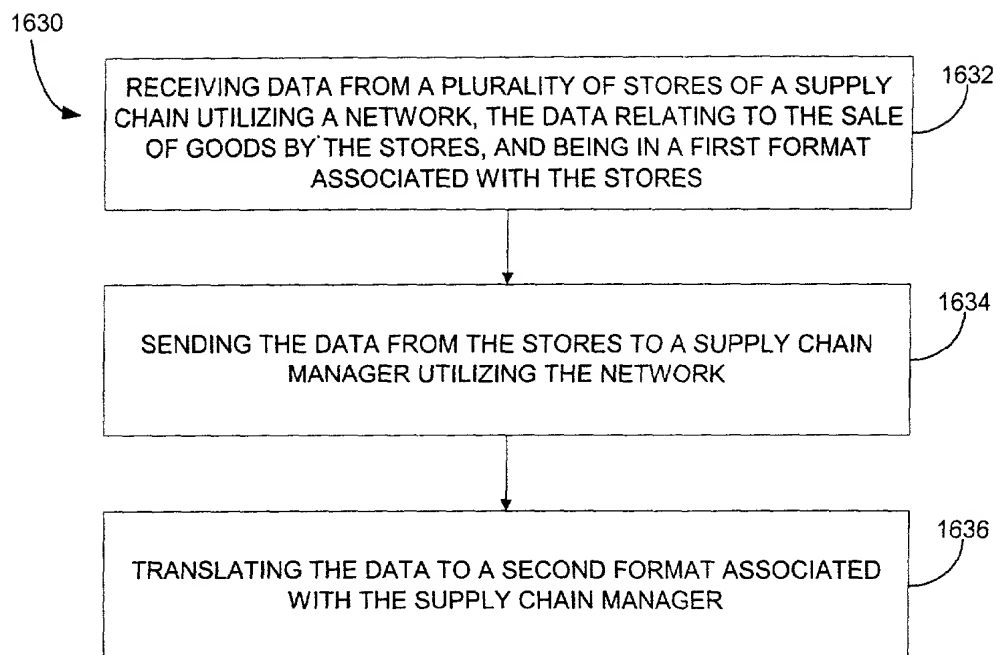 1630
1632
RECEIVING DATA FROM A PLURALITY OF STORES OF A SUPPLY
CHAIN UTILIZING A NETWORK, THE DATA RELATING TO THE SALE
OF GOODS BY THE STORES, AND BEING IN A FIRST FORMAT
ASSOCIATED WITH THE STORES
1634
SENDING THE DATA FROM THE STORES TO A SUPPLY CHAIN
MANAGER UTILIZING THE NETWORK
1636
TRANSLATING THE DATA TO A SECOND FORMAT ASSOCIATED
WITH THE SUPPLY CHAIN MANAGER